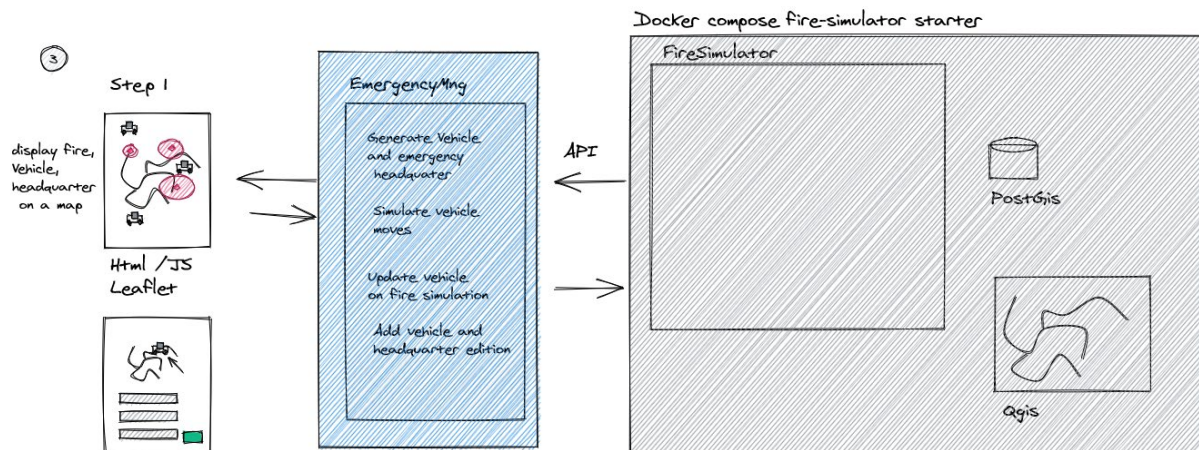 Docker compose fire-simulator starter
3
Step 1
display fire,
Vehicle,
headquarter
on a map
Html / JS
Leaflet
EmergencyMng
Generate Vehicle
and emergency
headquater
Simulate vehicle
moves
Update vehicle
on fire simulation
Add vehicle and
headquarter edition
API
FireSimulator
PostGis
Qgis